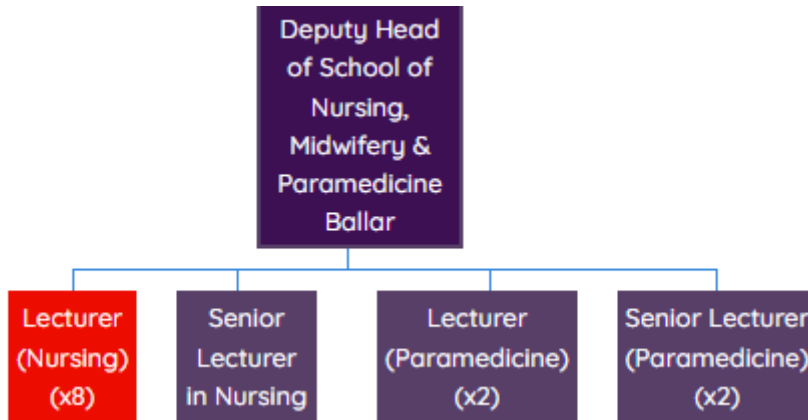 Deputy Head
of School of
Nursing,
Midwifery &
Paramedicine
Ballar
Lecturer
(Nursing)
(x8)
Senior
Lecturer
in Nursing
Lecturer
(Paramedicine)
(x2)
Senior Lecturer
(Paramedicine)
(x2)